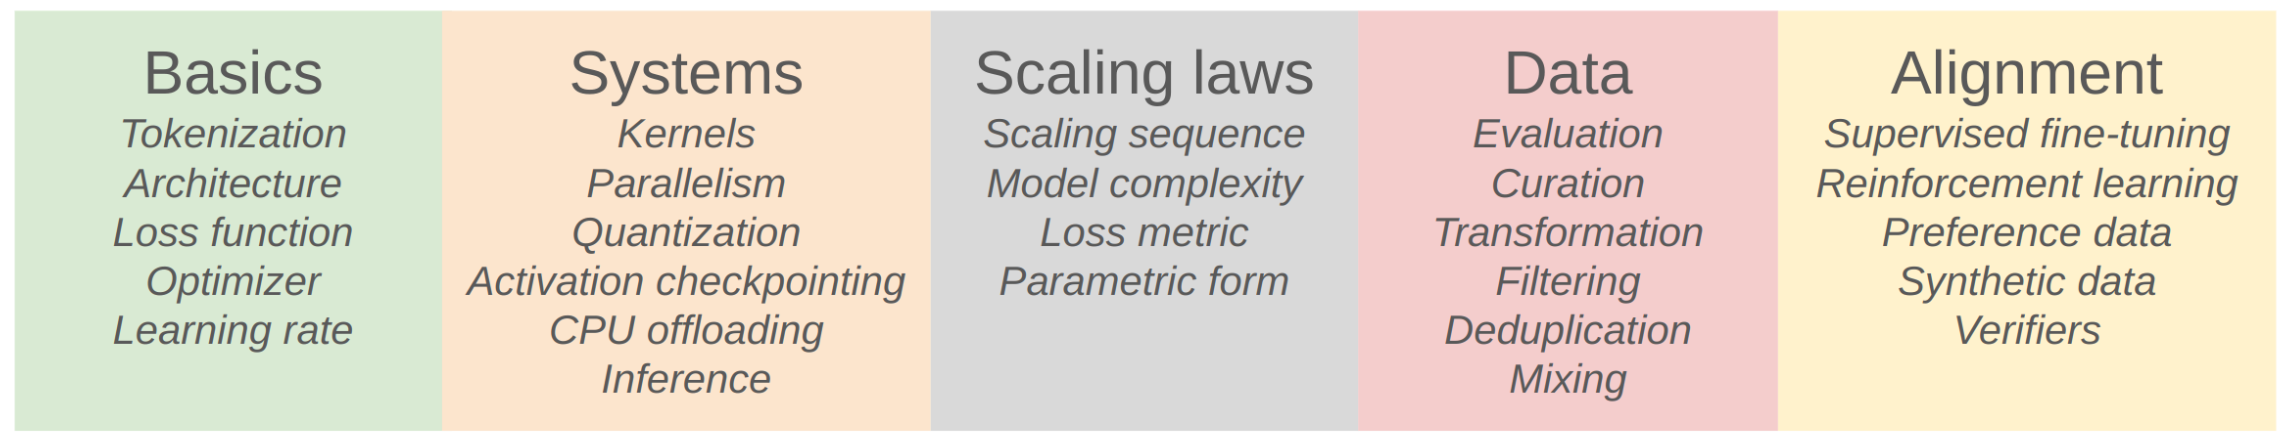 Basics
Tokenization
Architecture
Loss function
Optimizer
Learning rate
Systems
Kernels
Parallelism
Quantization
Activation checkpointing
CPU offloading
Inference
Scaling laws
Scaling sequence
Model complexity
Loss metric
Parametric form
Data
Evaluation
Curation
Transformation
Filtering
Deduplication
Mixing
Alignment
Supervised fine-tuning
Reinforcement learning
Preference data
Synthetic data
Verifiers